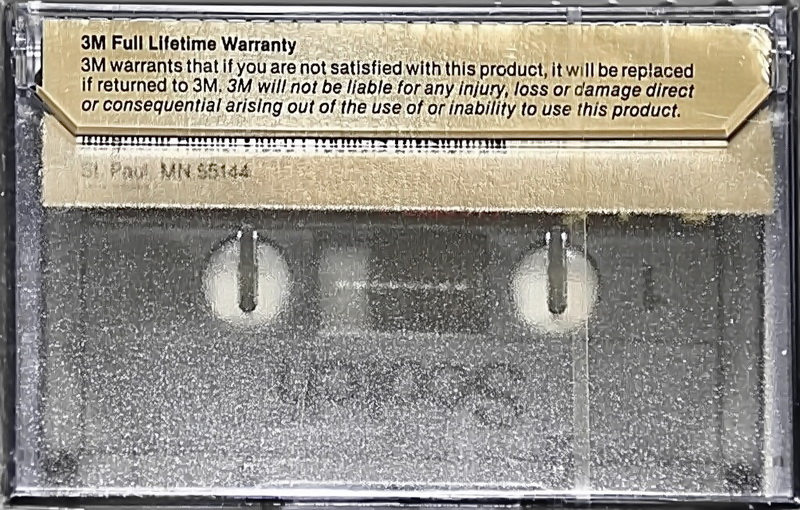 3M Full Lifetime Warranty
3M warrants that if you are not satisfied with this product, it will be replaced
if returned to 3M. 3M will not be liable for any injury, loss or damage direct
or consequential arising out of the use of or inability to use this product.
St. Paul, MN 55144